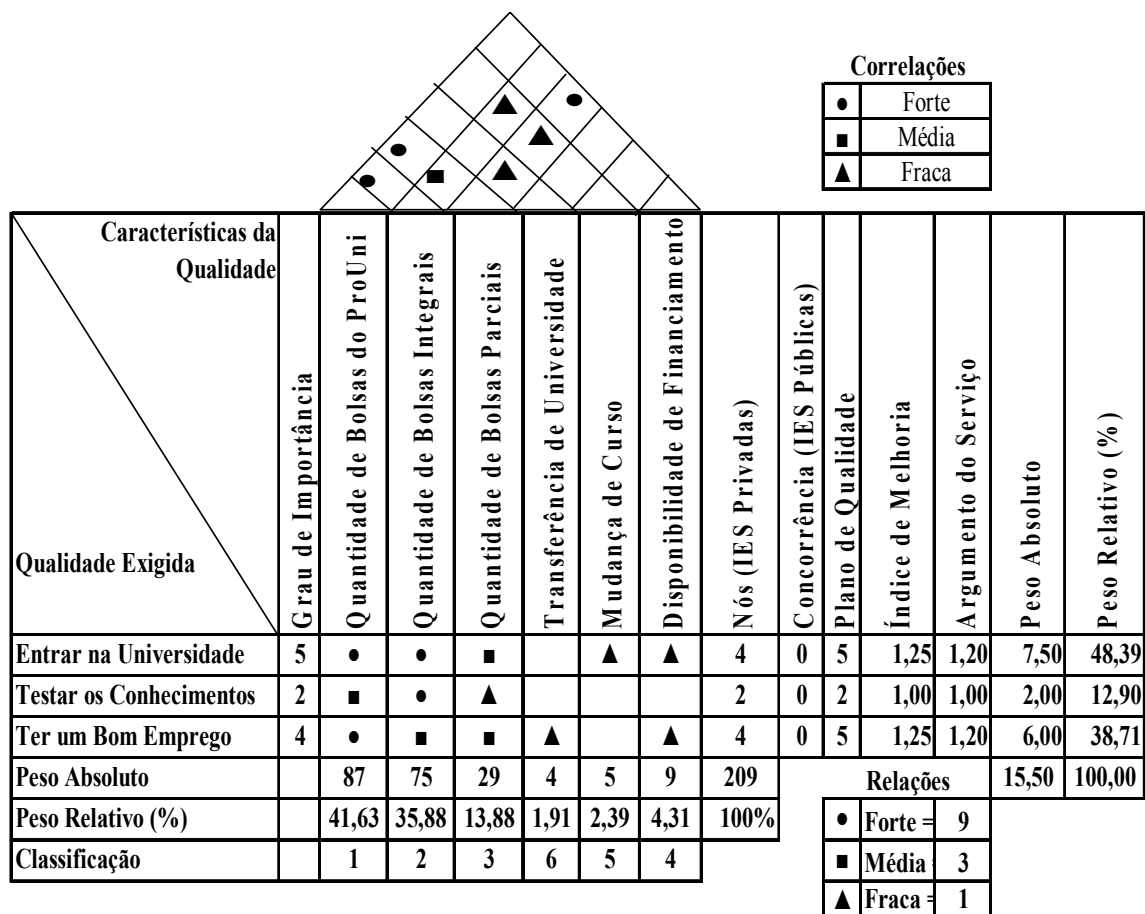 Correlações
● Forte
■ Média
▲ Fraca
Características da
Qualidade
Qualidade Exigida
Grau de Importância
Quantidade de Bolsas do ProUni
Quantidade de Bolsas Integrais
Quantidade de Bolsas Parciais
Transferência de Universidade
Mudança de Curso
Disponibilidade de Financiamento
Nós (IES Privadas)
Concorrência (IES Públicas)
Plano de Qualidade
Índice de Melhoria
Argumento do Serviço
Peso Absoluto
Peso Relativo (%)
Entrar na Universidade 5 ● ● ■ ▲ ▲ 4 0 5 1,25 1,20 7,50 48,39
Testar os Conhecimentos 2 ■ ● ▲ 2 0 2 1,00 1,00 2,00 12,90
Ter um Bom Emprego 4 ● ■ ■ ▲ ▲ 4 0 5 1,25 1,20 6,00 38,71
Peso Absoluto 87 75 29 4 5 9 209 Relações 15,50 100,00
Peso Relativo (%) 41,63 35,88 13,88 1,91 2,39 4,31 100% ● Forte = 9
Classificação 1 2 3 6 5 4 ■ Média 3
▲ Fraca = 1